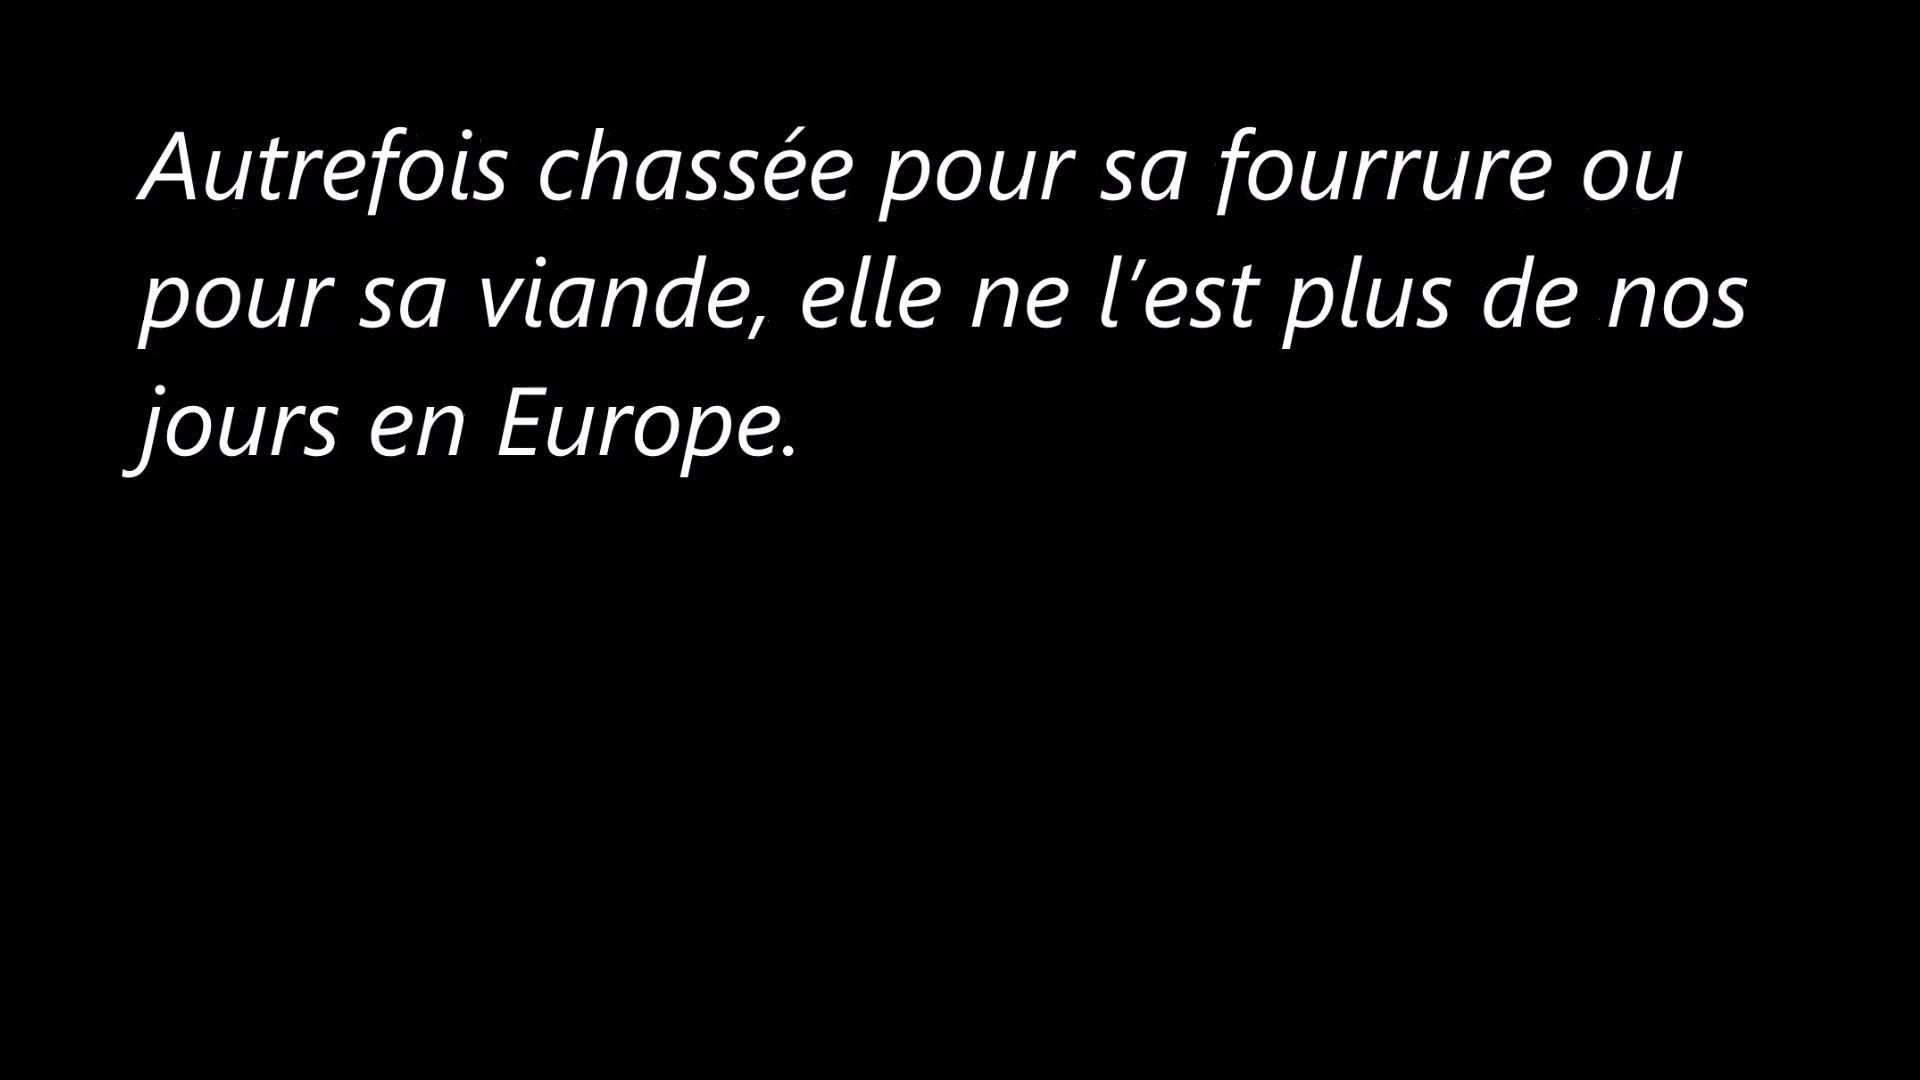 Autrefois chassée pour sa fourrure ou
pour sa viande, elle ne l’est plus de nos
jours en Europe.